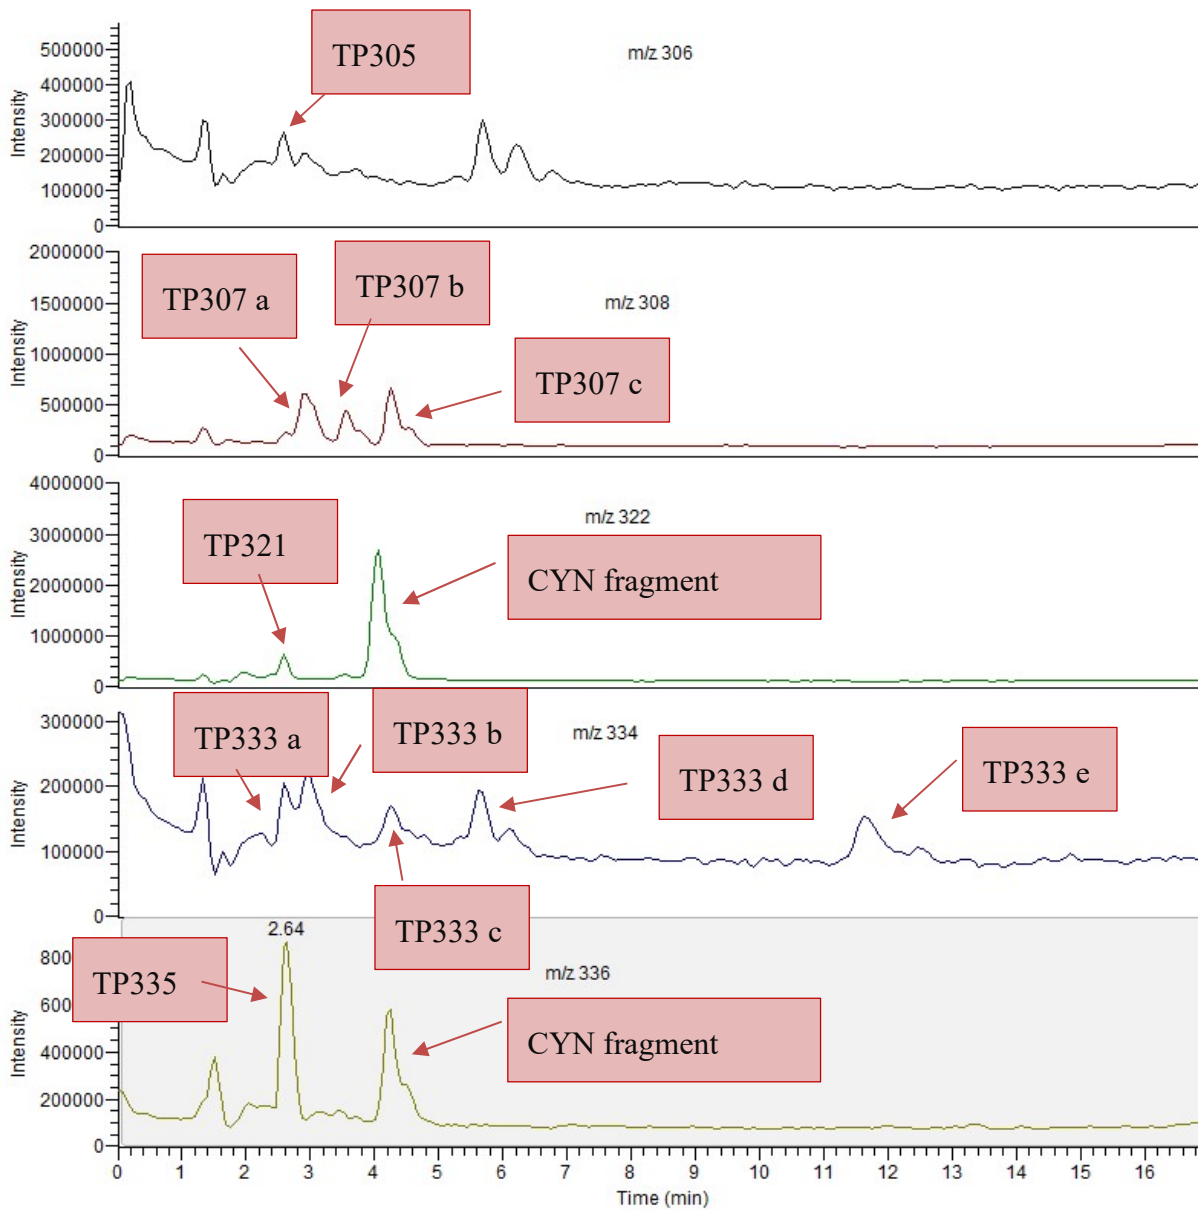 m/z 306
TP305
Intensity
500000
400000
300000
200000
100000
0
m/z 308
TP307 a
TP307 b
TP307 c
Intensity
2000000
1500000
1000000
500000
0
m/z 322
TP321
CYN fragment
Intensity
4000000
3000000
2000000
1000000
0
m/z 334
TP333 a
TP333 b
TP333 c
TP333 d
TP333 e
Intensity
300000
200000
100000
0
2.64
m/z 336
TP335
CYN fragment
Intensity
800
600
400000
200000
0
0 1 2 3 4 5 6 7 8 9 10 11 12 13 14 15 16
Time (min)